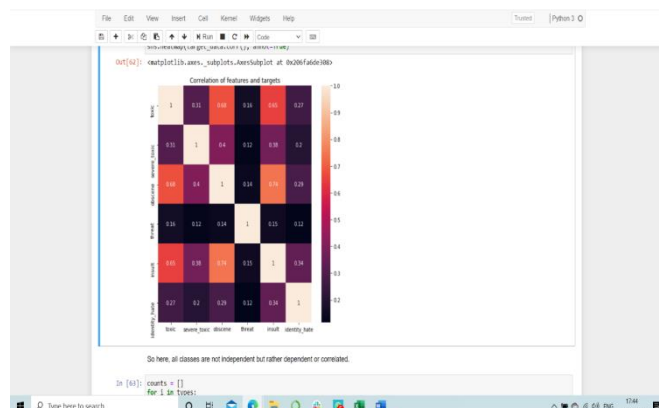 File Edit View Insert Cell Kernel Widgets Help
Trusted Python 3
Run Code
sns.heatmap(target_data.corr(), annot=True)
Out[62]: <matplotlib.axes._subplots.AxesSubplot at 0x206fa6de308>
Correlation of features and targets
toxic 1 0.31 0.68 0.16 0.65 0.27
severe_toxic 0.31 1 0.4 0.12 0.38 0.2
obscene 0.68 0.4 1 0.14 0.74 0.29
threat 0.16 0.12 0.14 1 0.15 0.12
insult 0.65 0.38 0.74 0.15 1 0.34
identity_hate 0.27 0.2 0.29 0.12 0.34 1
toxic severe_toxic obscene threat insult identity_hate
1.0
0.9
0.8
0.7
0.6
0.5
0.4
0.3
0.2
So here, all classes are not independent but rather dependent or correlated.
In [63]: counts = []
for i in types:
Type here to search
ENG 17:44